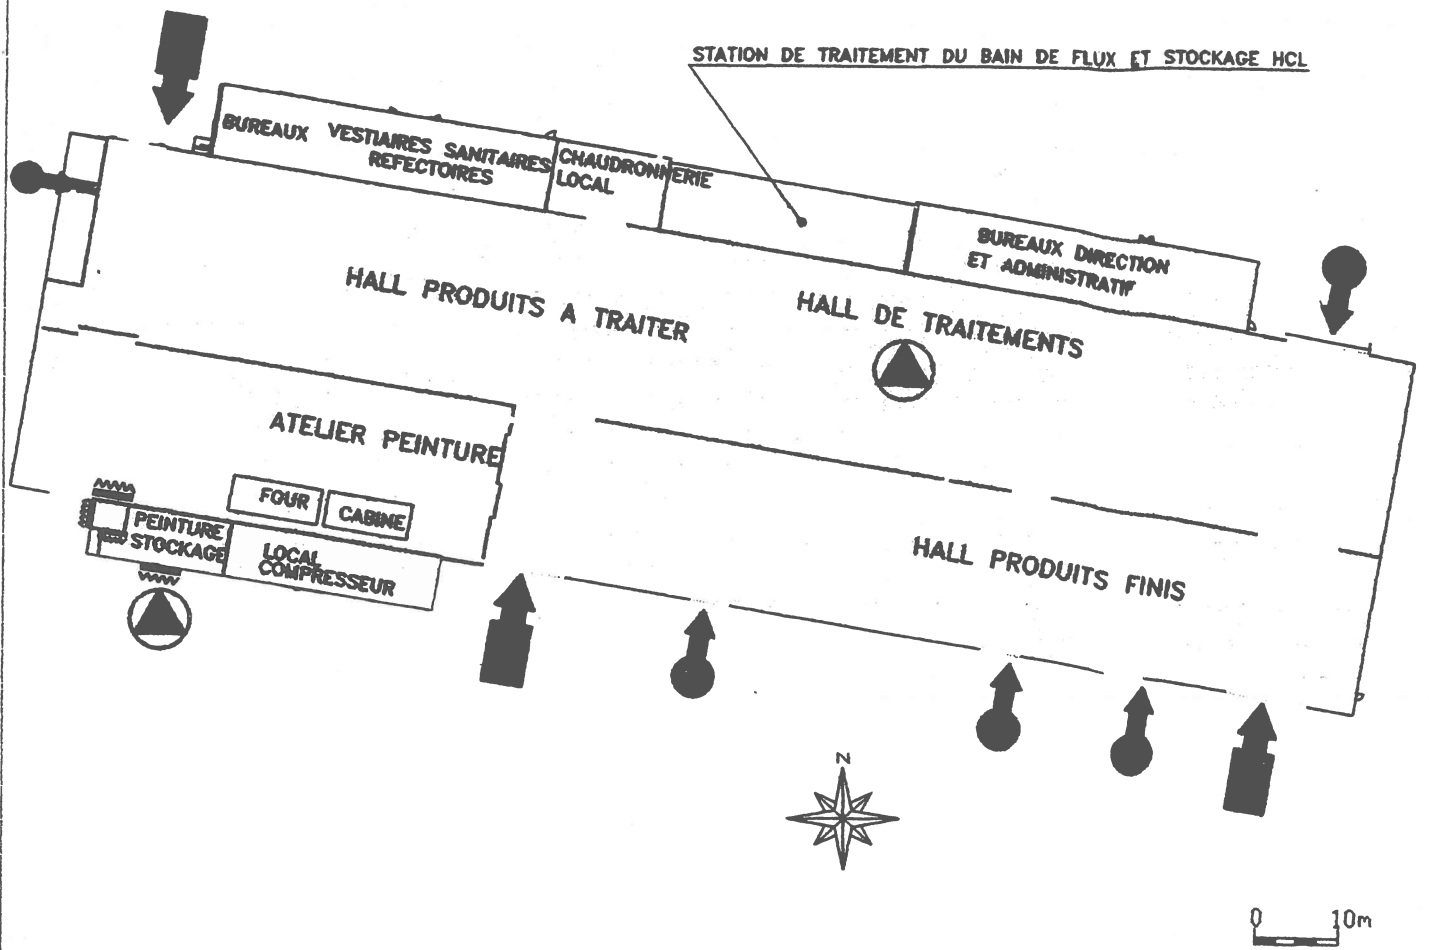 STATION DE TRAITEMENT DU BAIN DE FLUX ET STOCKAGE HCL
BUREAUX
VESTIAIRES SANITAIRES
REFECTOIRES
CHAUDRONNERIE
LOCAL
BUREAUX DIRECTION
ET ADMINISTRATIF
HALL PRODUITS A TRAITER
HALL DE TRAITEMENTS
ATELIER PEINTURE
FOUR
CABINE
PEINTURE
STOCKAGE
LOCAL
COMPRESSEUR
HALL PRODUITS FINIS
N
0 10m